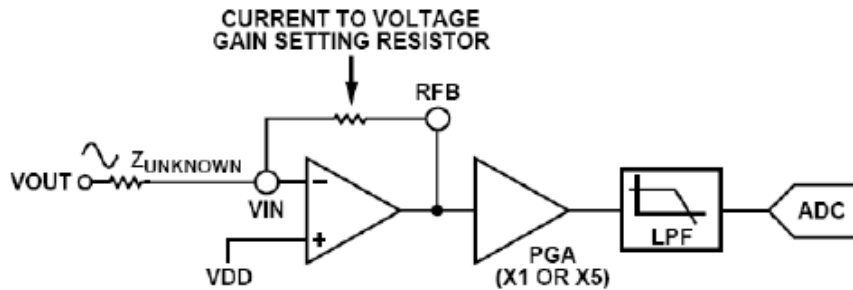 CURRENT TO VOLTAGE
GAIN SETTING RESISTOR
RFB
ZUNKNOWN
VOUT
VIN
VDD
PGA
(X1 OR X5)
LPF
ADC